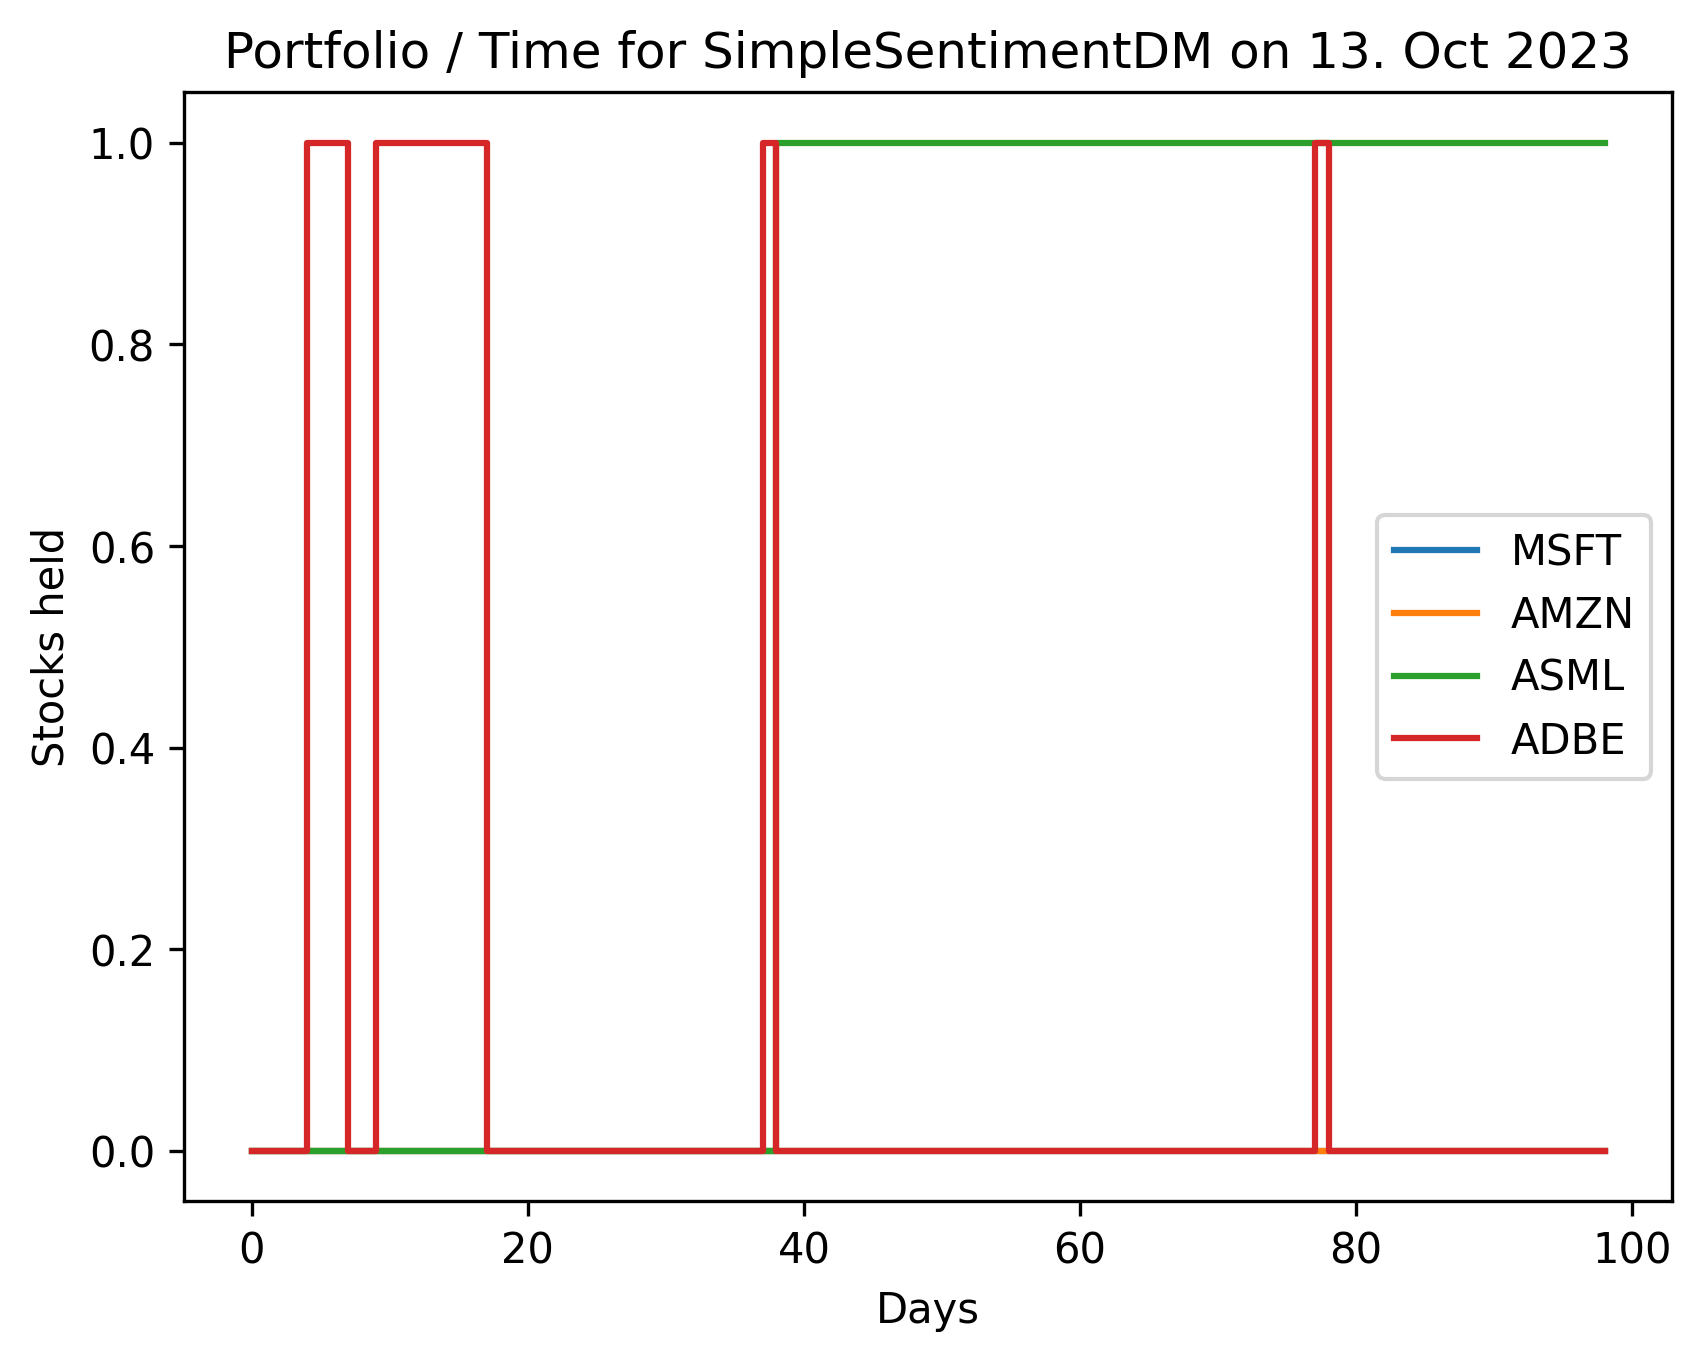 Portfolio / Time for SimpleSentimentDM on 13. Oct 2023
1.0
0.8
0.6
0.4
0.2
0.0
Stocks held
MSFT
AMZN
ASML
ADBE
0 20 40 60 80 100
Days